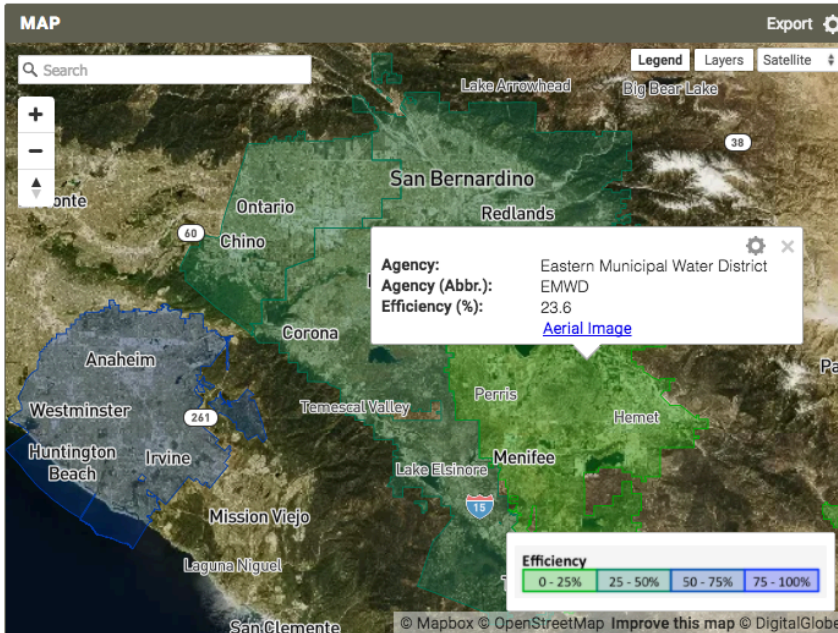 MAP
Export
Search
Legend
Layers
Satellite
+
−
Lake Arrowhead
Big Bear Lake
38
San Bernardino
Ontario
Redlands
60
Chino
Agency: Eastern Municipal Water District
Agency (Abbr.): EMWD
Efficiency (%): 23.6
Aerial Image
Corona
Anaheim
Perris
Temescal Valley
Westminster
261
Hemet
Huntington
Beach
Irvine
Menifee
Lake Elsinore
15
Mission Viejo
Laguna Niguel
San Clemente
Efficiency
0 - 25% 25 - 50% 50 - 75% 75 - 100%
© Mapbox © OpenStreetMap Improve this map © DigitalGlobe